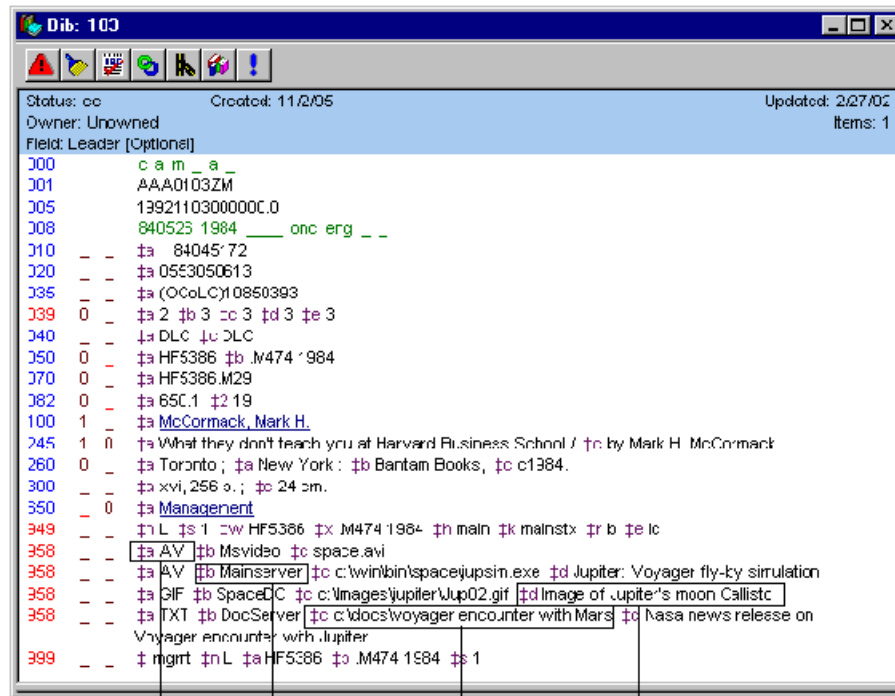 Bib: 103
Status: cc Created: 11/2/05 Updated: 2/27/02
Owner: Unowned Items: 1
Field: Leader [Optional]
000 c a m _ a _
001 AAA0103ZM
005 19921103000000.0
008 840526 1984 ____ onc erg _ _
010 _ _ ‡a 84045172
020 _ _ ‡a 0553050613
035 _ _ ‡a (OCoLC)10850393
039 0 _ ‡a 2 ‡b 3 ‡c 3 ‡d 3 ‡e 3
040 _ _ ‡a DLC ‡c DLC
050 0 _ ‡a HF5386 ‡b .M474 1984
070 0 _ ‡a HF5386.M29
082 0 _ ‡a 650.1 ‡2 19
100 1 _ ‡a McCormack, Mark H.
245 1 0 ‡a What they don't teach you at Harvard Business School / ‡c by Mark H. McCormack
260 0 _ ‡a Toronto ; ‡a New York : ‡b Bantam Books, ‡c c1984.
300 _ _ ‡a xvi, 256 p. ; ‡c 24 cm.
650 _ 0 ‡a Management
949 _ _ ‡n L ‡s 1 ‡w HF5386 ‡x .M474 1984 ‡h main ‡k mainstx ‡r b ‡e lc
958 _ _ ‡a AV ‡b Msvideo ‡c space.avi
958 _ _ ‡a AV ‡b Mainserver ‡c c:\win\bin\space\jupsim.exe ‡d Jupiter: Voyager fly-by simulation
958 _ _ ‡a GIF ‡b SpaceDC ‡c c:\Images\jupiter\Jup02.gif ‡d Image of Jupiter's moon Callisto
958 _ _ ‡a TXT ‡b DocServer ‡c c:\docs\voyager encounter with Mars ‡d Nasa news release on
Voyager encounter with Jupiter
999 _ _ ‡l mgmt ‡n L ‡a HF5386 ‡b .M474 1984 ‡s 1